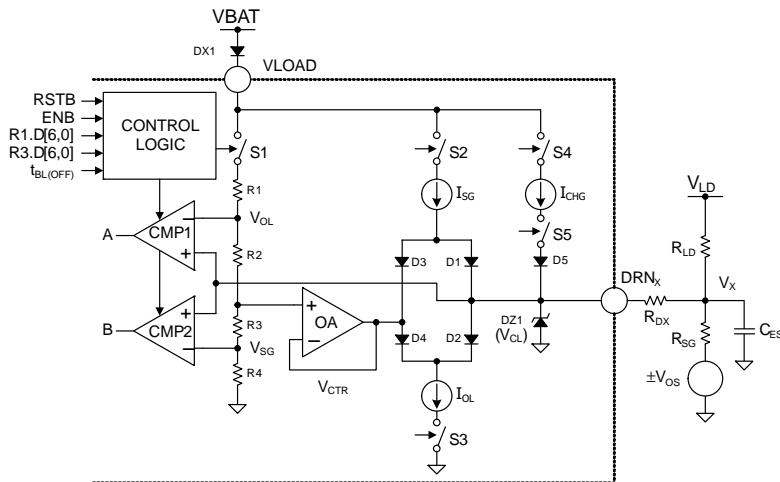 VBAT
DX1
VLOAD
RSTB
ENB
R1.D[6,0]
R3.D[6,0]
tBL(OFF)
CONTROL
LOGIC
S1
S2
S4
R1
ISG
ICHG
S5
VOL
A
CMP1
−
+
R2
D3
D1
D5
VLD
RLD
DRNX
VX
RDX
B
CMP2
+
−
R3
VSG
R4
+
OA
−
VCTR
D4
D2
DZ1
(VCL)
RSG
CES
±VOS
IOL
S3